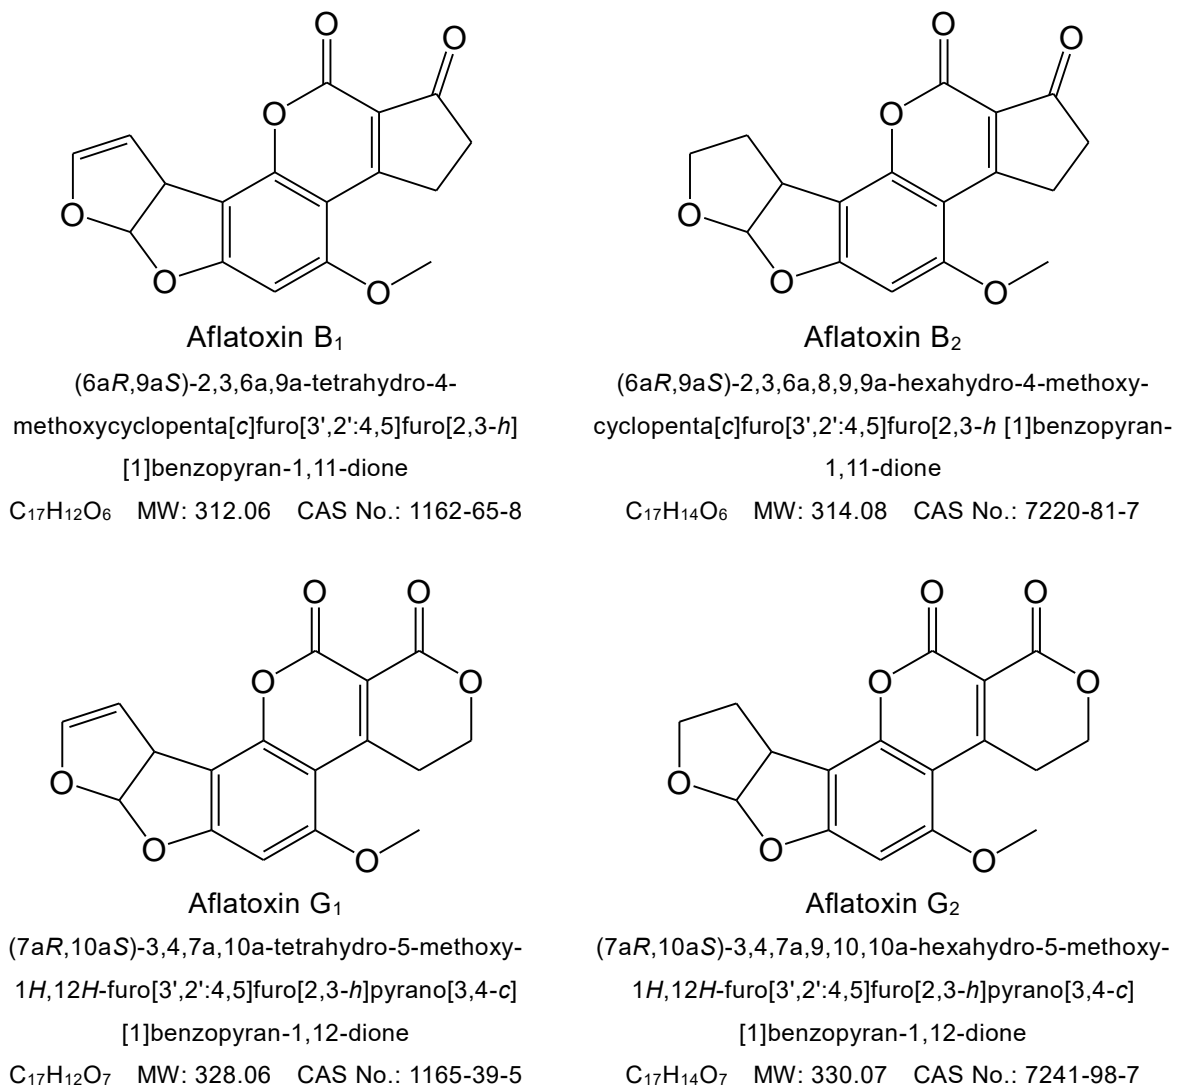 O
O
O
O
O
O
Aflatoxin B₁
(6aR,9aS)-2,3,6a,9a-tetrahydro-4-
methoxycyclopenta[c]furo[3',2':4,5]furo[2,3-h]
[1]benzopyran-1,11-dione
C₁₇H₁₂O₆ MW: 312.06 CAS No.: 1162-65-8
O
O
O
O
O
O
Aflatoxin B₂
(6aR,9aS)-2,3,6a,8,9,9a-hexahydro-4-methoxy-
cyclopenta[c]furo[3',2':4,5]furo[2,3-h [1]benzopyran-
1,11-dione
C₁₇H₁₄O₆ MW: 314.08 CAS No.: 7220-81-7
O
O
O
O
O
O
O
Aflatoxin G₁
(7aR,10aS)-3,4,7a,10a-tetrahydro-5-methoxy-
1H,12H-furo[3',2':4,5]furo[2,3-h]pyrano[3,4-c]
[1]benzopyran-1,12-dione
C₁₇H₁₂O₇ MW: 328.06 CAS No.: 1165-39-5
O
O
O
O
O
O
O
Aflatoxin G₂
(7aR,10aS)-3,4,7a,9,10,10a-hexahydro-5-methoxy-
1H,12H-furo[3',2':4,5]furo[2,3-h]pyrano[3,4-c]
[1]benzopyran-1,12-dione
C₁₇H₁₄O₇ MW: 330.07 CAS No.: 7241-98-7